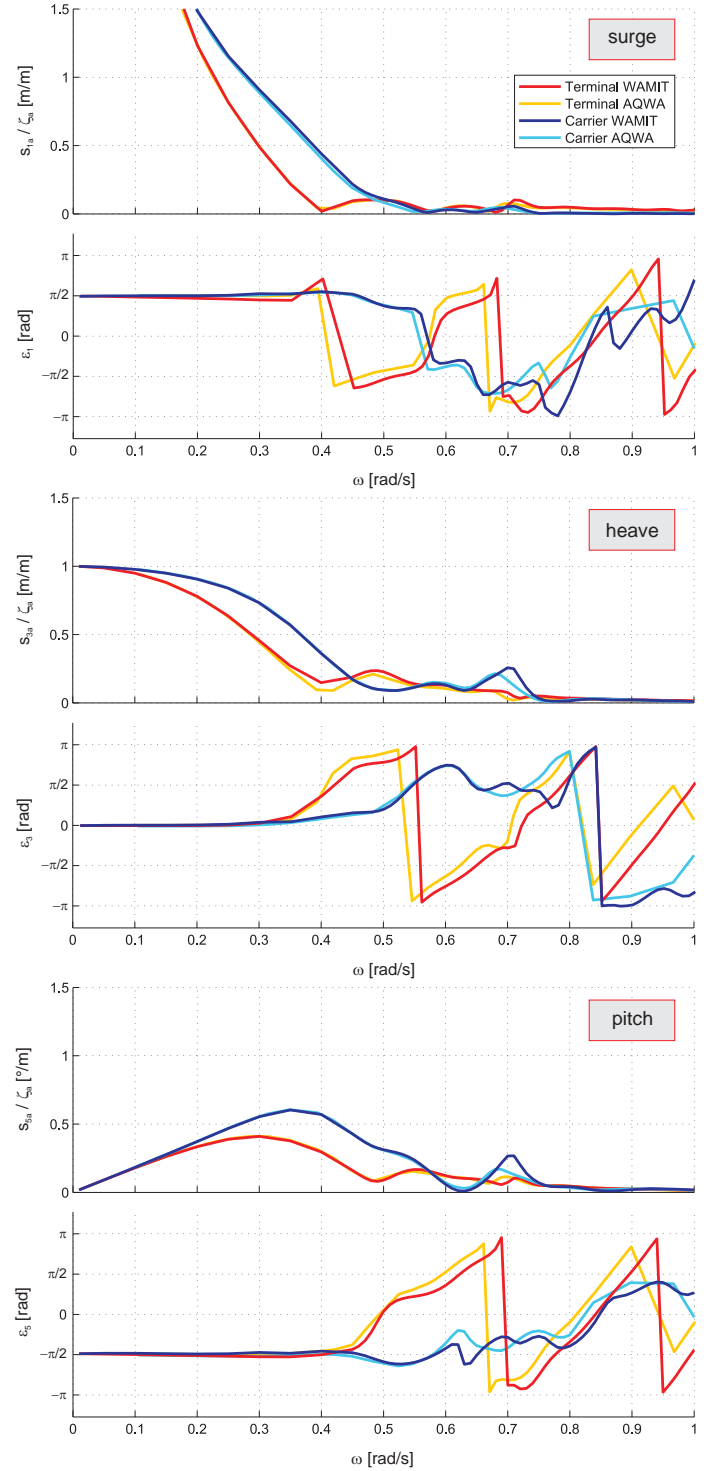 surge
s1a / ζa [m/m]
1.5
1
0.5
0
Terminal WAMIT
Terminal AQWA
Carrier WAMIT
Carrier AQWA
ε1 [rad]
π
π/2
0
−π/2
−π
0 0.1 0.2 0.3 0.4 0.5 0.6 0.7 0.8 0.9 1
ω [rad/s]
heave
s3a / ζa [m/m]
1.5
1
0.5
0
ε3 [rad]
π
π/2
0
−π/2
−π
0 0.1 0.2 0.3 0.4 0.5 0.6 0.7 0.8 0.9 1
ω [rad/s]
pitch
s5a / ζa [°/m]
1.5
1
0.5
0
ε5 [rad]
π
π/2
0
−π/2
−π
0 0.1 0.2 0.3 0.4 0.5 0.6 0.7 0.8 0.9 1
ω [rad/s]